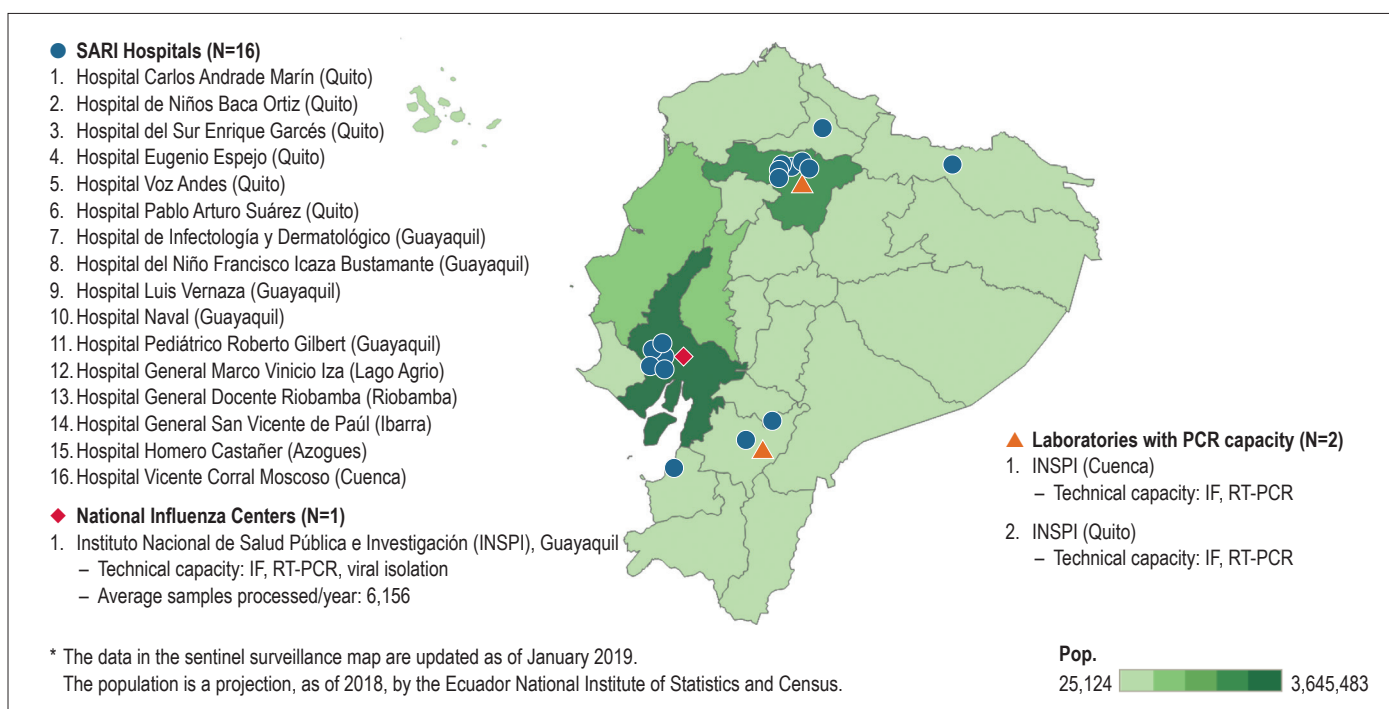 SARI Hospitals (N=16)
1. Hospital Carlos Andrade Marín (Quito)
2. Hospital de Niños Baca Ortiz (Quito)
3. Hospital del Sur Enrique Garcés (Quito)
4. Hospital Eugenio Espejo (Quito)
5. Hospital Voz Andes (Quito)
6. Hospital Pablo Arturo Suárez (Quito)
7. Hospital de Infectología y Dermatológico (Guayaquil)
8. Hospital del Niño Francisco Icaza Bustamante (Guayaquil)
9. Hospital Luis Vernaza (Guayaquil)
10. Hospital Naval (Guayaquil)
11. Hospital Pediátrico Roberto Gilbert (Guayaquil)
12. Hospital General Marco Vinicio Iza (Lago Agrio)
13. Hospital General Docente Riobamba (Riobamba)
14. Hospital General San Vicente de Paúl (Ibarra)
15. Hospital Homero Castañer (Azogues)
16. Hospital Vicente Corral Moscoso (Cuenca)
National Influenza Centers (N=1)
1. Instituto Nacional de Salud Pública e Investigación (INSPI), Guayaquil
– Technical capacity: IF, RT-PCR, viral isolation
– Average samples processed/year: 6,156
Laboratories with PCR capacity (N=2)
1. INSPI (Cuenca)
– Technical capacity: IF, RT-PCR
2. INSPI (Quito)
– Technical capacity: IF, RT-PCR
* The data in the sentinel surveillance map are updated as of January 2019.
The population is a projection, as of 2018, by the Ecuador National Institute of Statistics and Census.
Pop.
25,124 3,645,483